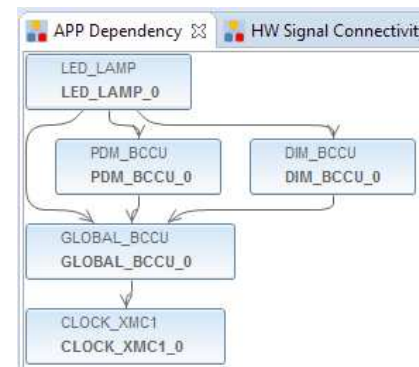 APP Dependency
HW Signal Connectivit
LED_LAMP
LED_LAMP_0
PDM_BCCU
PDM_BCCU_0
DIM_BCCU
DIM_BCCU_0
GLOBAL_BCCU
GLOBAL_BCCU_0
CLOCK_XMC1
CLOCK_XMC1_0